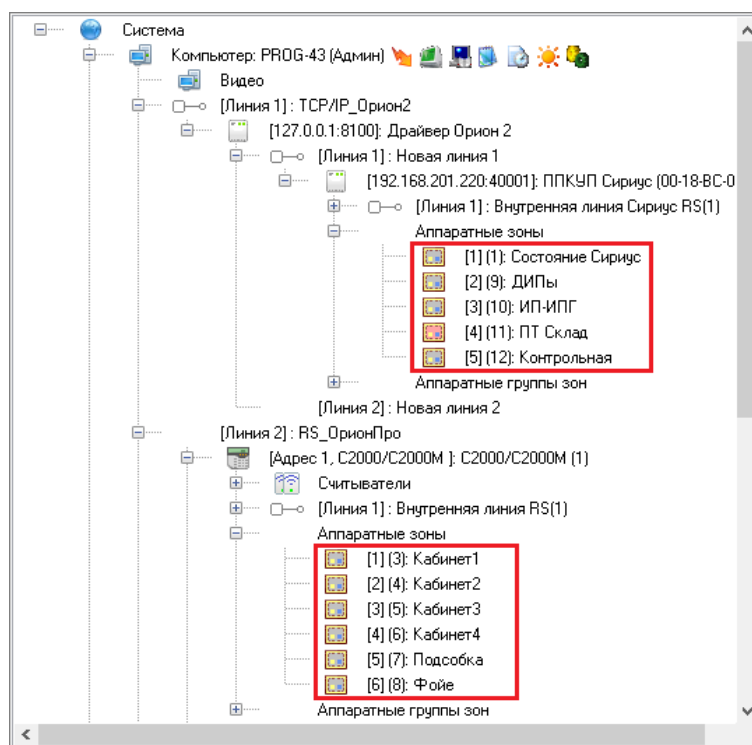 Система
Компьютер: PROG-43 (Админ)
Видео
[Линия 1] : TCP/IP_Орион2
[127.0.0.1:8100]: Драйвер Орион 2
[Линия 1] : Новая линия 1
[192.168.201.220:40001]: ППКУП Сириус (00-18-BC-0
[Линия 1] : Внутренняя линия Сириус RS(1)
Аппаратные зоны
[1] (1): Состояние Сириус
[2] (9): ДИПы
[3] (10): ИП-ИПГ
[4] (11): ПТ Склад
[5] (12): Контрольная
Аппаратные группы зон
[Линия 2] : Новая линия 2
[Линия 2] : RS_ОрионПро
[Адрес 1, С2000/С2000М ]: С2000/С2000М (1)
Считыватели
[Линия 1] : Внутренняя линия RS(1)
Аппаратные зоны
[1] (3): Кабинет1
[2] (4): Кабинет2
[3] (5): Кабинет3
[4] (6): Кабинет4
[5] (7): Подсобка
[6] (8): Фойе
Аппаратные группы зон